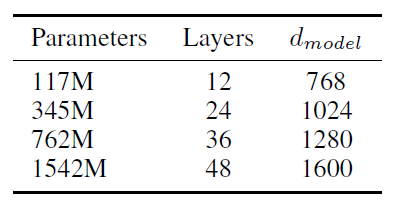 Parameters Layers d_model
117M 12 768
345M 24 1024
762M 36 1280
1542M 48 1600